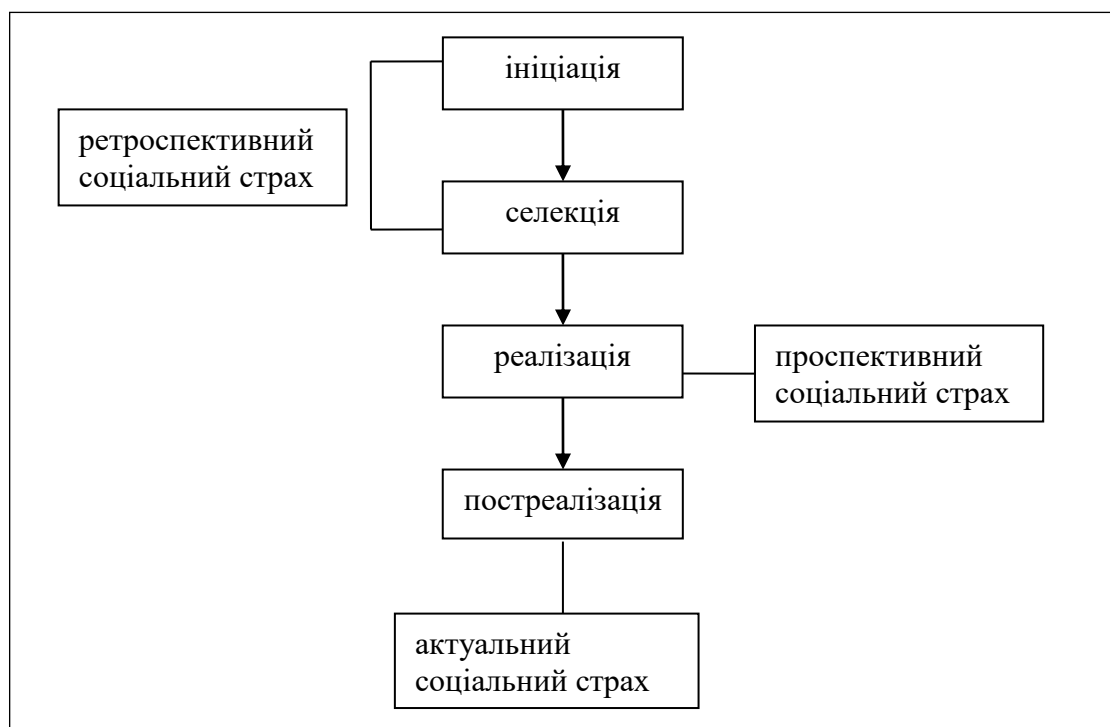 ініціація
ретроспективний
соціальний страх
селекція
реалізація
проспективний
соціальний страх
постреалізація
актуальний
соціальний страх